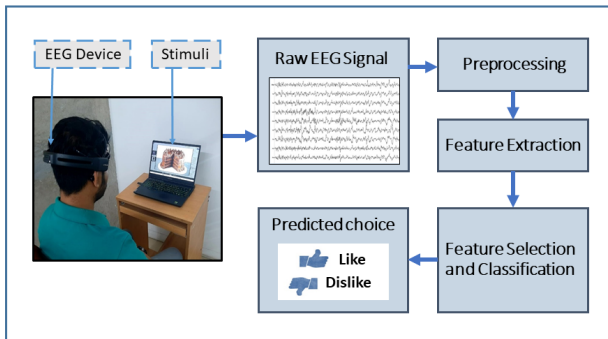 EEG Device
Stimuli
Raw EEG Signal
Preprocessing
Feature Extraction
Feature Selection
and Classification
Predicted choice
Like
Dislike